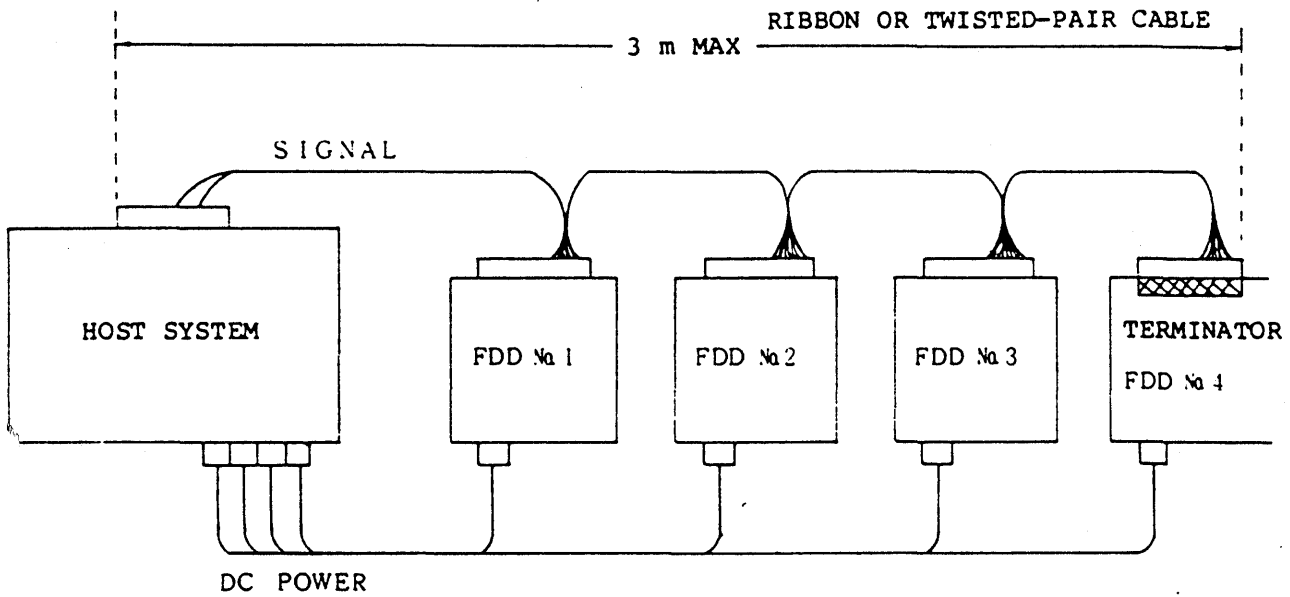 RIBBON OR TWISTED-PAIR CABLE
3 m MAX
SIGNAL
HOST SYSTEM
FDD No.1
FDD No.2
FDD No.3
TERMINATOR
FDD No.4
DC POWER